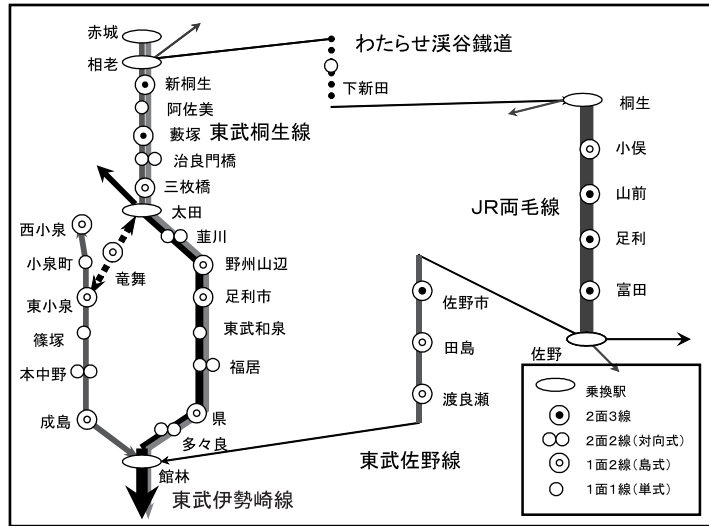 赤城
相老
新桐生
阿佐美
藪塚
東武桐生線
治良門橋
三枚橋
太田
韮川
西小泉
小泉町
竜舞
東小泉
篠塚
本中野
成島
野州山辺
足利市
東武和泉
福居
県
多々良
館林
東武伊勢崎線
わたらせ渓谷鐵道
下新田
桐生
小俣
山前
JR両毛線
足利
富田
佐野
佐野市
田島
渡良瀬
東武佐野線
乗換駅
2面3線
2面2線(対向式)
1面2線(島式)
1面1線(単式)